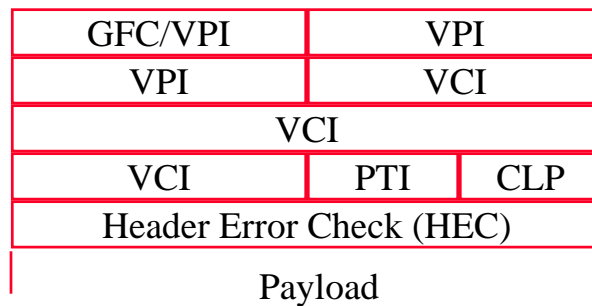 GFC/VPI VPI
VPI VCI
VCI
VCI PTI CLP
Header Error Check (HEC)
Payload